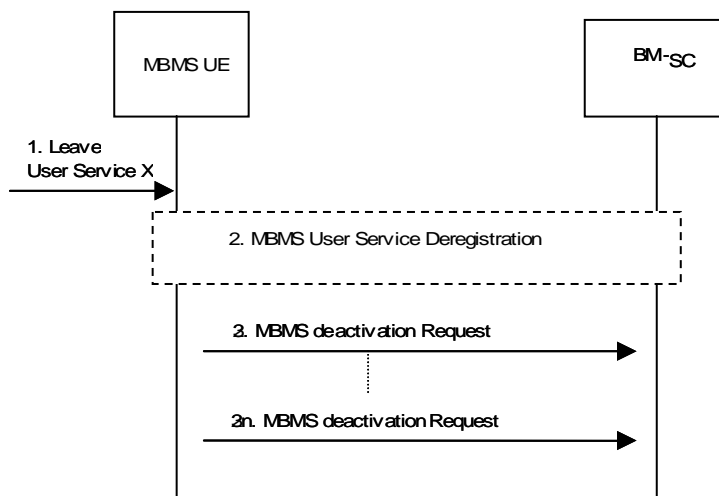 MBMS UE
BM-SC
1. Leave
User Service X
2. MBMS User Service Deregistration
3. MBMS deactivation Request
3n. MBMS deactivation Request